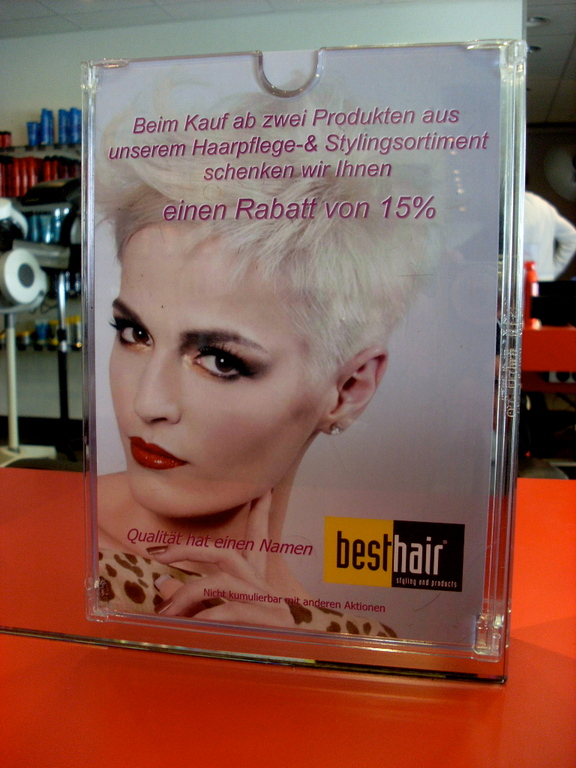 Beim Kauf ab zwei Produkten aus
unserem Haarpflege-& Stylingsortiment
schenken wir Ihnen
einen Rabatt von 15%
Qualität hat einen Namen
besthair®
styling and products
Nicht kumulierbar mit anderen Aktionen